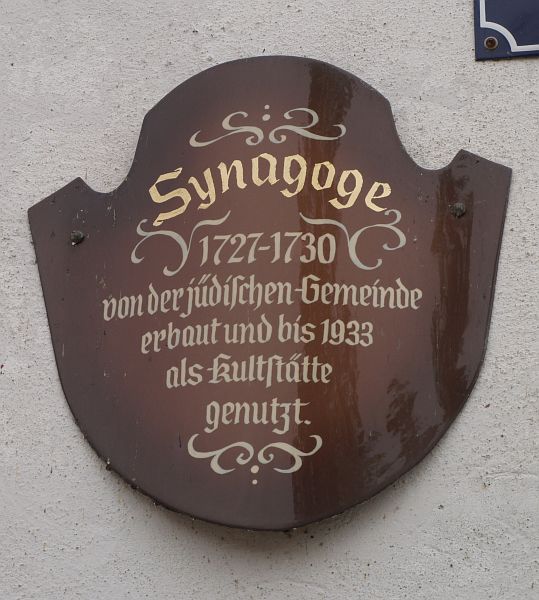 Synagoge
1727-1730
von der jüdiſchen-Gemeinde
erbaut und bis 1933
als Kultſtätte
genutzt.